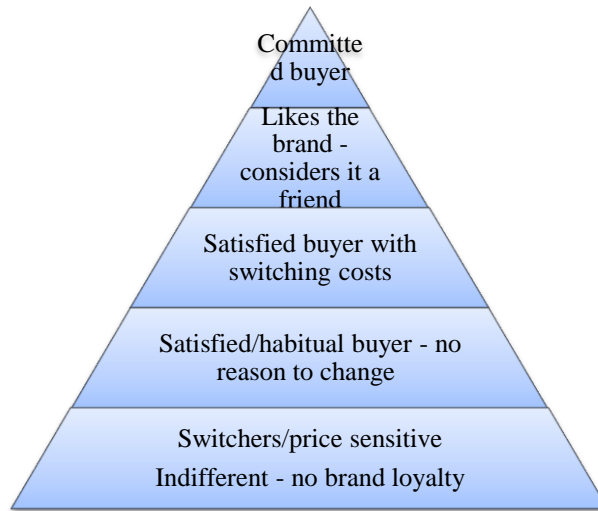 Committe
d buyer
Likes the
brand -
considers it a
friend
Satisfied buyer with
switching costs
Satisfied/habitual buyer - no
reason to change
Switchers/price sensitive
Indifferent - no brand loyalty